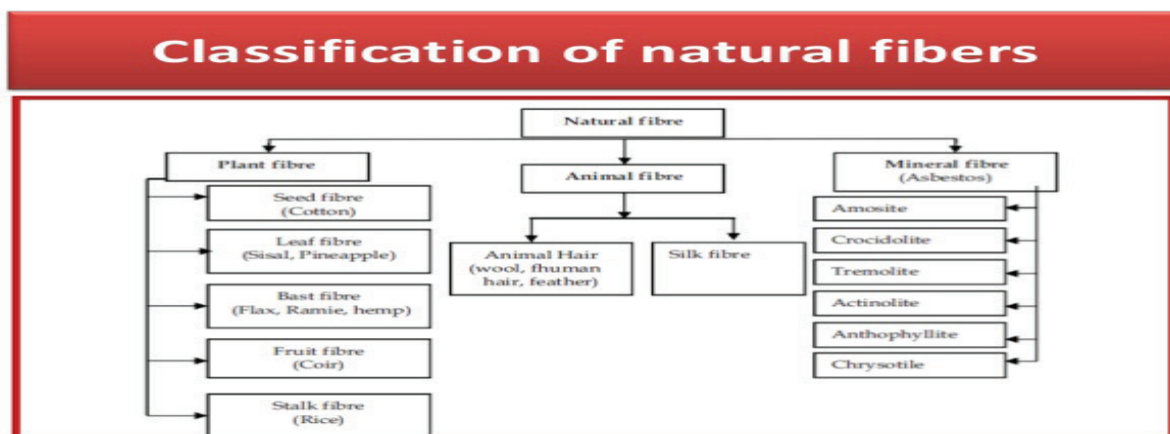 Classification of natural fibers
Natural fibre
Plant fibre
Seed fibre
(Cotton)
Leaf fibre
(Sisal, Pineapple)
Bast fibre
(Flax, Ramie, hemp)
Fruit fibre
(Coir)
Stalk fibre
(Rice)
Animal fibre
Animal Hair
(wool, fhuman
hair, feather)
Silk fibre
Mineral fibre
(Asbestos)
Amosite
Crocidolite
Tremolite
Actinolite
Anthophyllite
Chrysotile